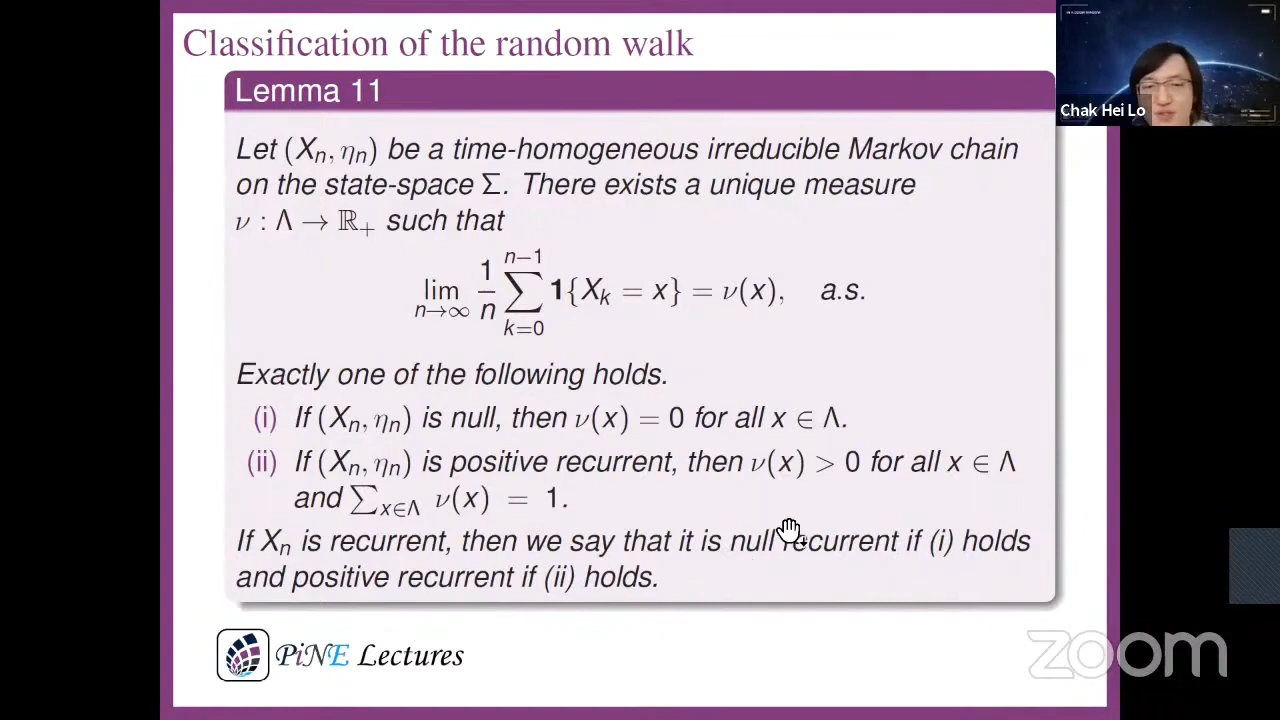 Classification of the random walk
Lemma 11
Let (Xₙ, ηₙ) be a time-homogeneous irreducible Markov chain
on the state-space Σ. There exists a unique measure
ν : Λ → ℝ₊ such that
lim_{n→∞} 1/n ∑_{k=0}^{n−1} 1{Xₖ = x} = ν(x), a.s.
Exactly one of the following holds.
(i) If (Xₙ, ηₙ) is null, then ν(x) = 0 for all x ∈ Λ.
(ii) If (Xₙ, ηₙ) is positive recurrent, then ν(x) > 0 for all x ∈ Λ
and ∑_{x∈Λ} ν(x) = 1.
If Xₙ is recurrent, then we say that it is null recurrent if (i) holds
and positive recurrent if (ii) holds.
PiNE Lectures
Chak Hei Lo
zoom